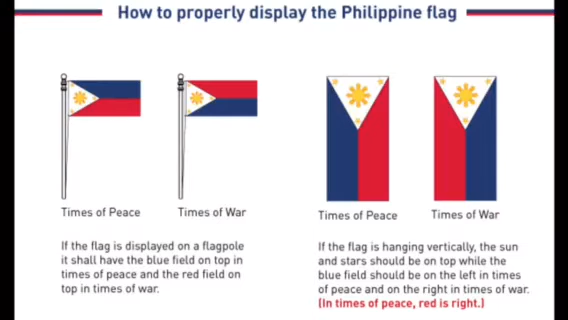 How to properly display the Philippine flag
Times of Peace
Times of War
If the flag is displayed on a flagpole
it shall have the blue field on top in
times of peace and the red field on
top in times of war.
Times of Peace
Times of War
If the flag is hanging vertically, the sun
and stars should be on top while the
blue field should be on the left in times
of peace and on the right in times of war.
(In times of peace, red is right.)